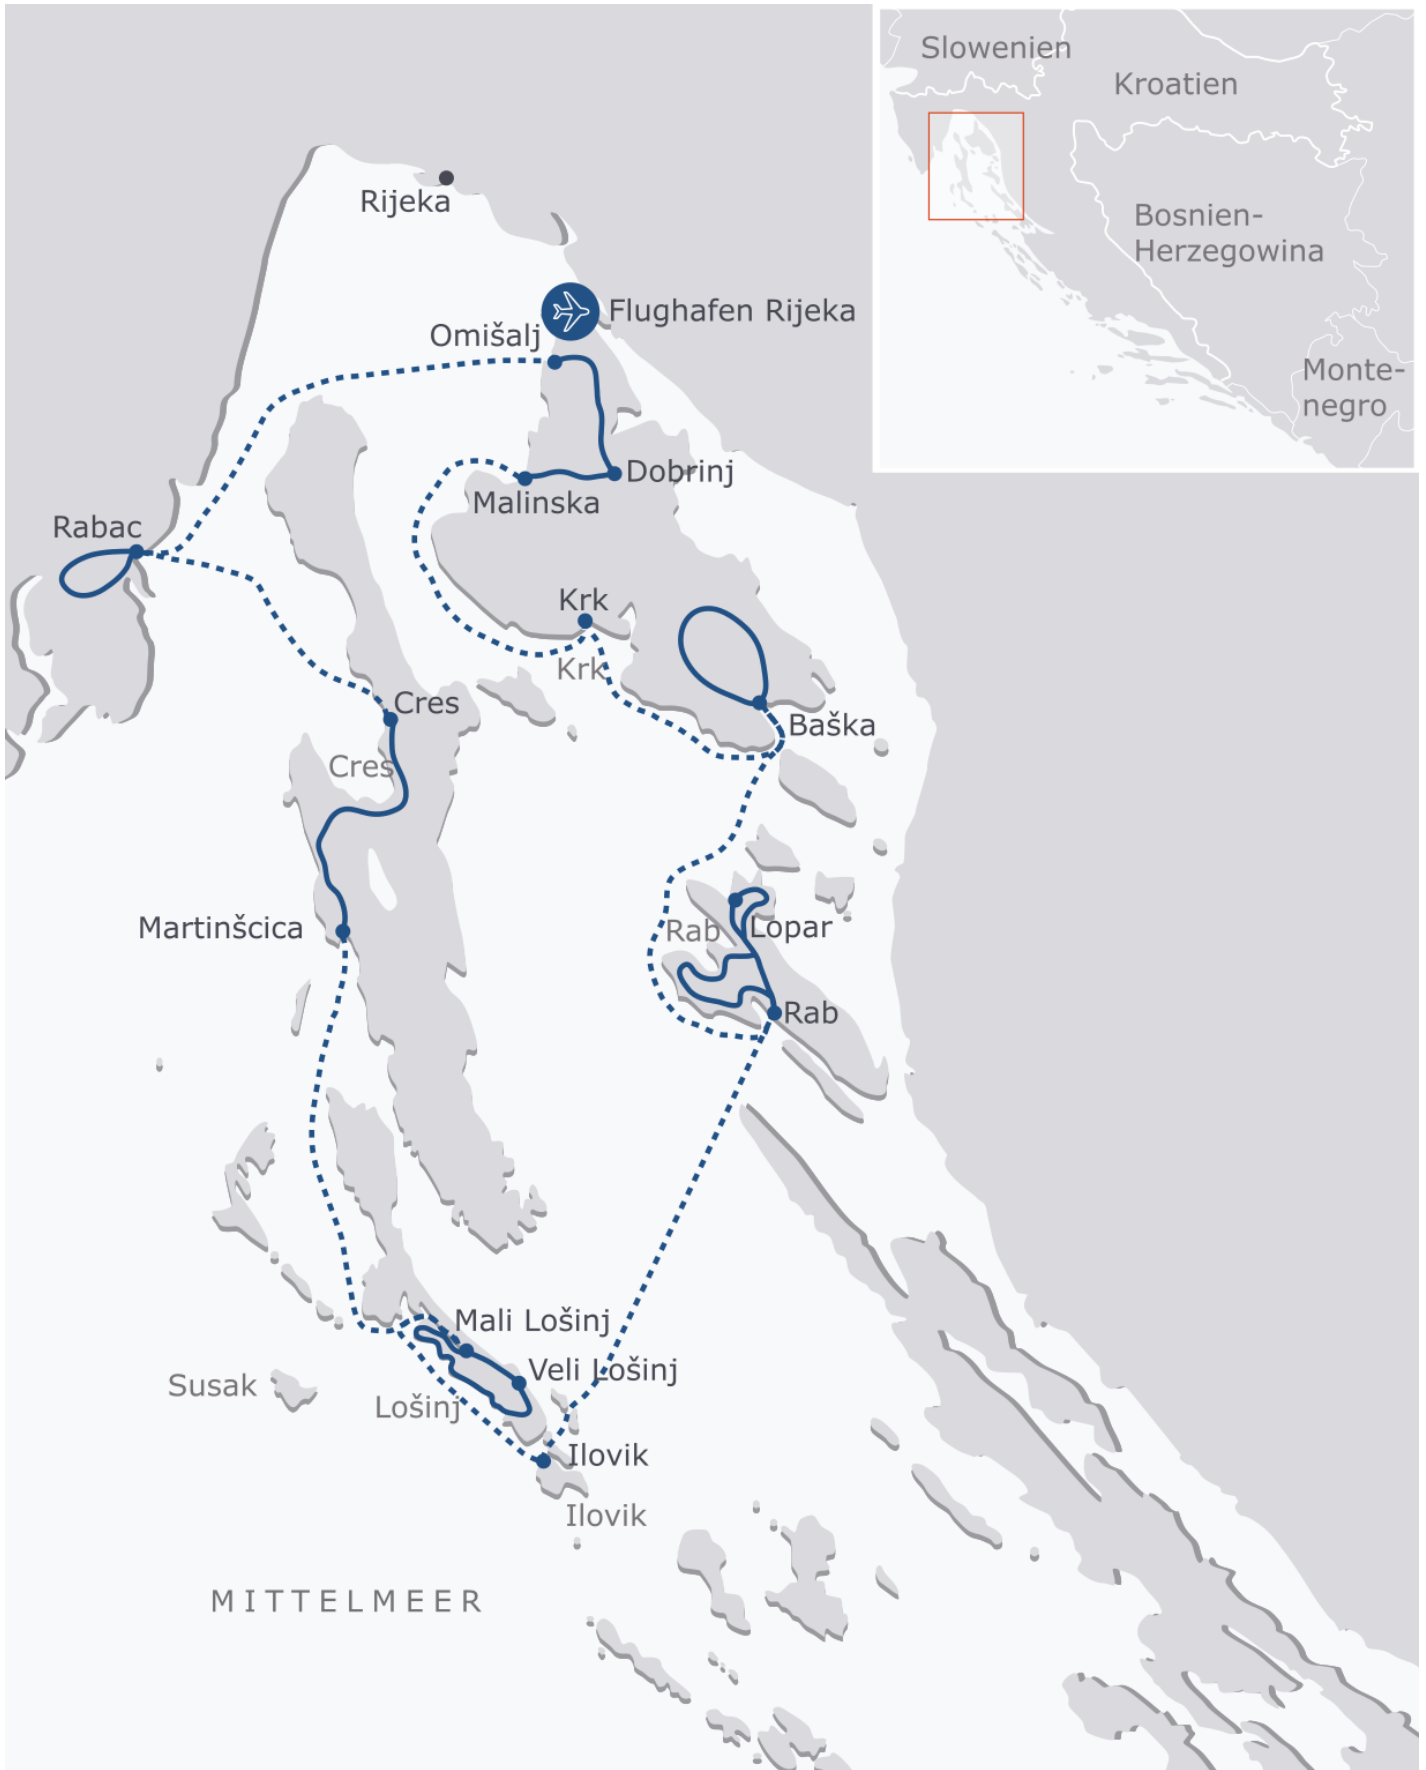 Slowenien
Kroatien
Bosnien-
Herzegowina
Monte-
negro
Rijeka
Flughafen Rijeka
Omišalj
Dobrinj
Malinska
Rabac
Krk
Krk
Cres
Baška
Cres
Martinšcica
Rab
Lopar
Rab
Mali Lošinj
Veli Lošinj
Susak
Lošinj
Ilovik
Ilovik
MITTELMEER